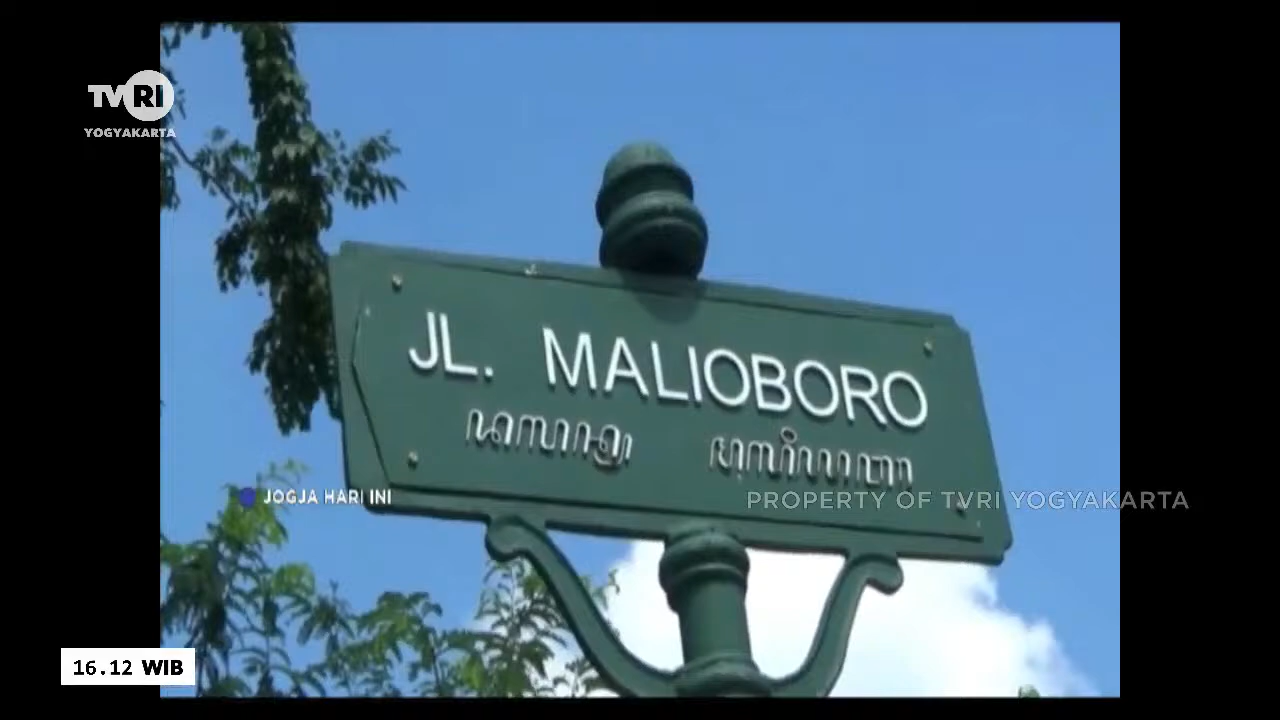 TVRI
YOGYAKARTA
JL. MALIOBORO
JOGJA HARI INI
PROPERTY OF TVRI YOGYAKARTA
16.12 WIB